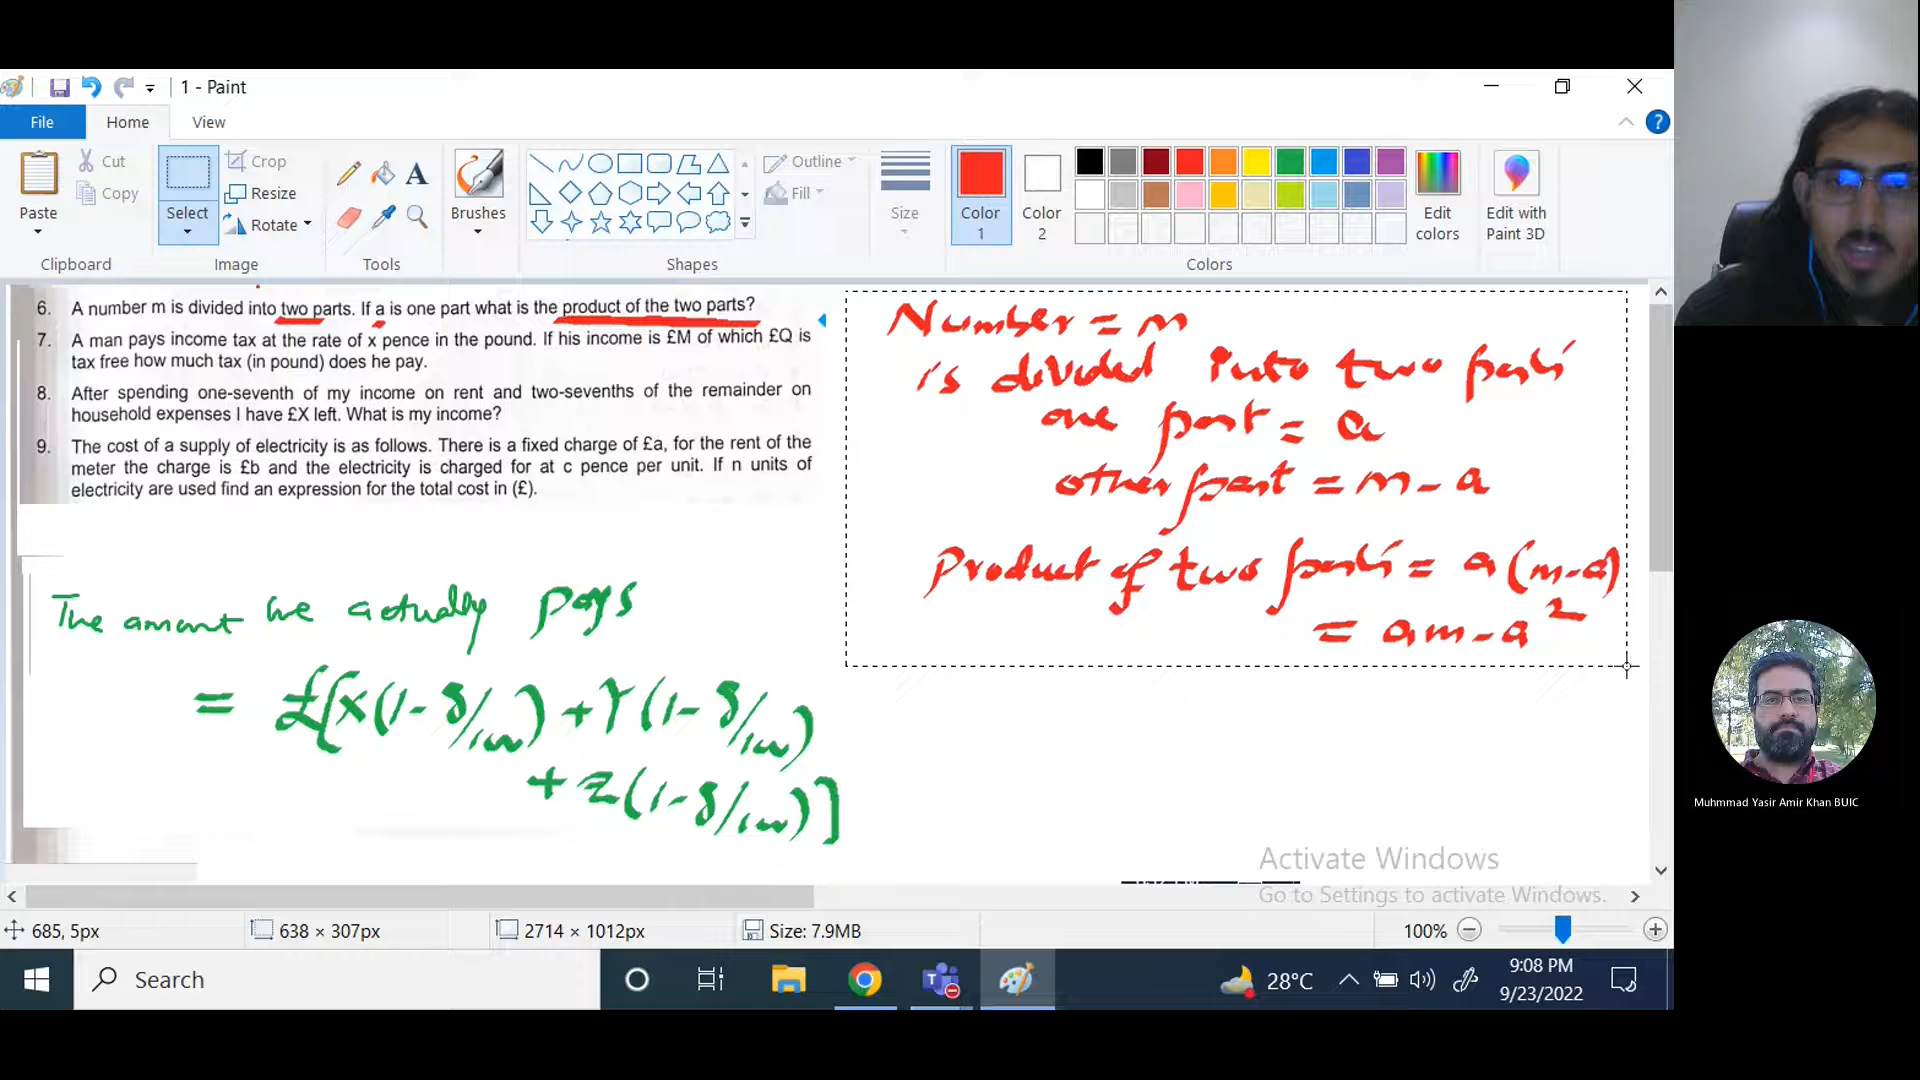 1 - Paint
File
Home
View
Paste
Cut
Copy
Clipboard
Select
Crop
Resize
Rotate
Image
A
Tools
Brushes
Shapes
Outline
Fill
Size
Color
1
Color
2
Colors
Edit
colors
Edit with
Paint 3D
?
6. A number m is divided into two parts. If a is one part what is the product of the two parts?
7. A man pays income tax at the rate of x pence in the pound. If his income is £M of which £Q is
tax free how much tax (in pound) does he pay.
8. After spending one-seventh of my income on rent and two-sevenths of the remainder on
household expenses I have £X left. What is my income?
9. The cost of a supply of electricity is as follows. There is a fixed charge of £a, for the rent of the
meter the charge is £b and the electricity is charged for at c pence per unit. If n units of
electricity are used find an expression for the total cost in (£).
The amount he actually pays
= £[X(1-8/100)+Y(1-8/100)
+Z(1-8/100)]
Number = m
is divided into two parts
one part = a
other part = m-a
Product of two parts = a(m-a)
= am-a²
Activate Windows
Go to Settings to activate Windows.
685, 5px
638 × 307px
2714 × 1012px
Size: 7.9MB
100%
Search
28°C
9:08 PM
9/23/2022
Muhmmad Yasir Amir Khan BUIC